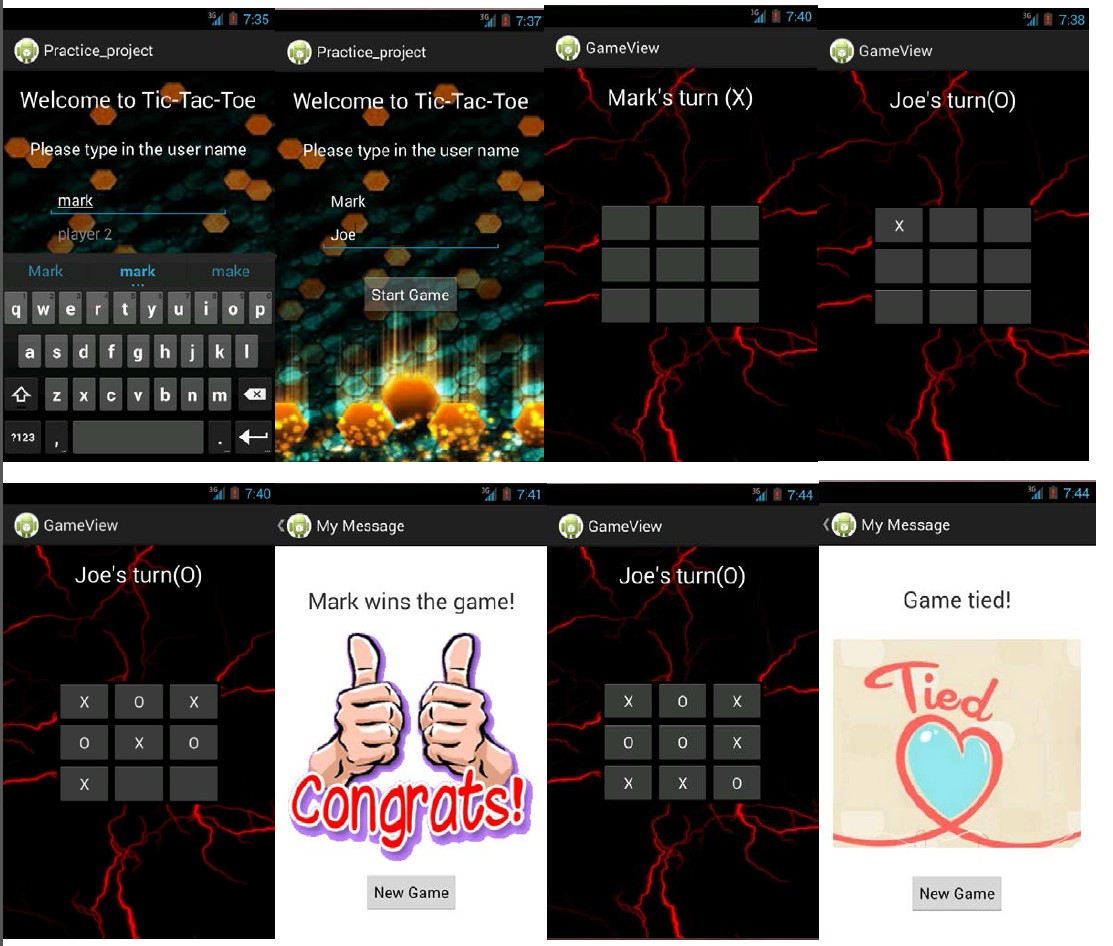 3G 7:35
Practice_project
Welcome to Tic-Tac-Toe
Please type in the user name
mark
player 2
Mark mark make
q w e r t y u i o p
a s d f g h j k l
z x c v b n m
?123 , .
3G 7:37
Practice_project
Welcome to Tic-Tac-Toe
Please type in the user name
Mark
Joe
Start Game
3G 7:40
GameView
Mark's turn (X)
3G 7:38
GameView
Joe's turn(O)
X
3G 7:40
GameView
Joe's turn(O)
X O X
O X O
X
3G 7:41
My Message
Mark wins the game!
Congrats!
New Game
3G 7:44
GameView
Joe's turn(O)
X O X
O O X
X X O
3G 7:44
My Message
Game tied!
Tied
New Game